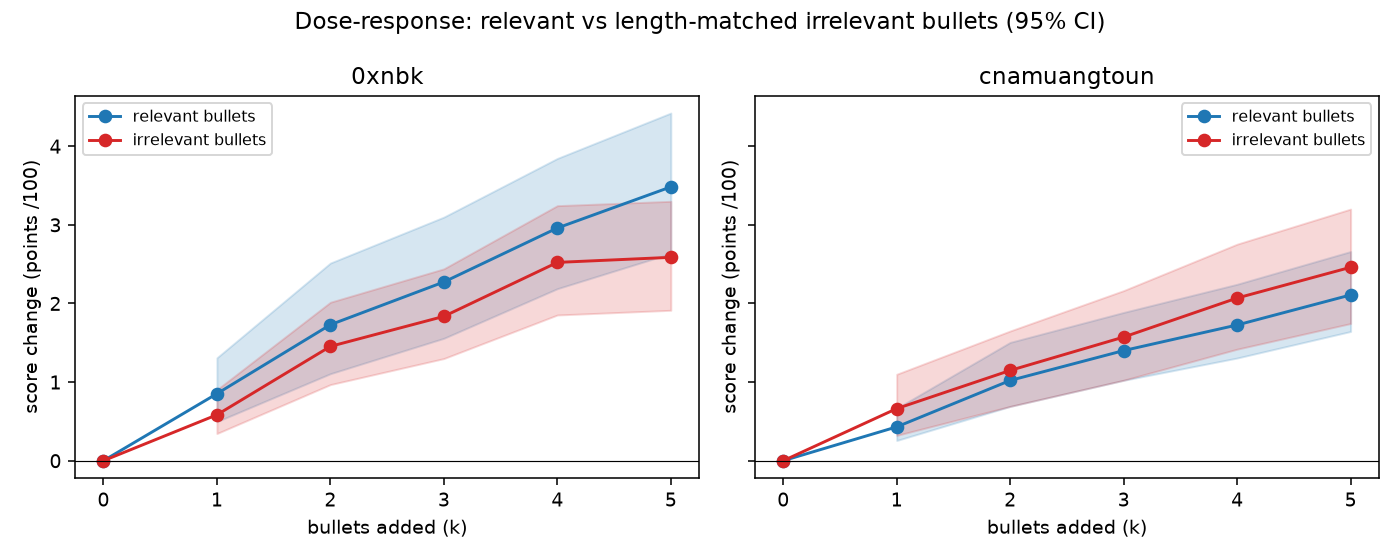 Dose-response: relevant vs length-matched irrelevant bullets (95% CI)
0xnbk
relevant bullets
irrelevant bullets
score change (points /100)
4
3
2
1
0
0 1 2 3 4 5
bullets added (k)
cnamuangtoun
relevant bullets
irrelevant bullets
score change (points /100)
0 1 2 3 4 5
bullets added (k)